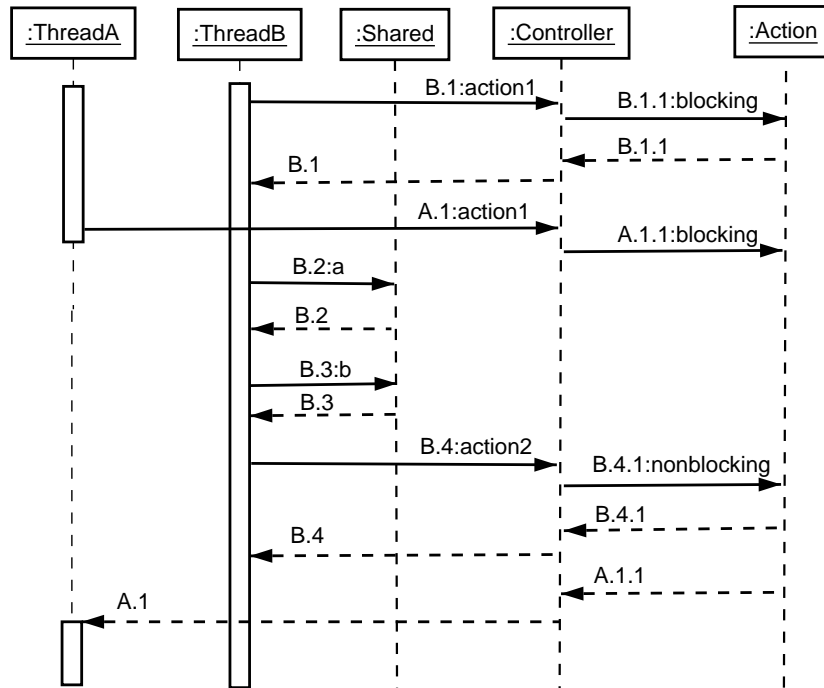 :ThreadA
:ThreadB
:Shared
:Controller
:Action
B.1:action1
B.1.1:blocking
B.1.1
B.1
A.1:action1
A.1.1:blocking
B.2:a
B.2
B.3:b
B.3
B.4:action2
B.4.1:nonblocking
B.4.1
B.4
A.1.1
A.1